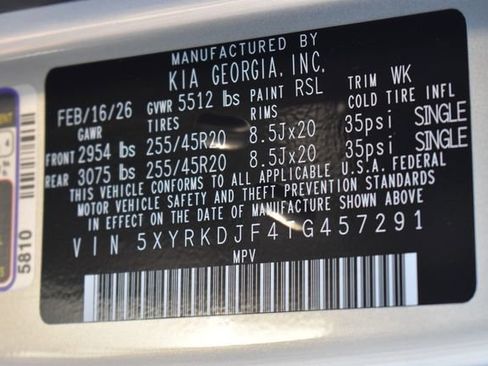 MANUFACTURED BY
KIA GEORGIA, INC.
FEB/16/26 GVWR 5512 lbs PAINT RSL TRIM WK
GAWR TIRES RIMS COLD TIRE INFL
FRONT 2954 lbs 255/45R20 8.5Jx20 35psi SINGLE
REAR 3075 lbs 255/45R20 8.5Jx20 35psi SINGLE
THIS VEHICLE CONFORMS TO ALL APPLICABLE U.S.A. FEDERAL
MOTOR VEHICLE SAFETY AND THEFT PREVENTION STANDARDS
IN EFFECT ON THE DATE OF MANUFACTURE SHOWN ABOVE.
VIN 5XYRKDJF4TG457291
MPV
5810